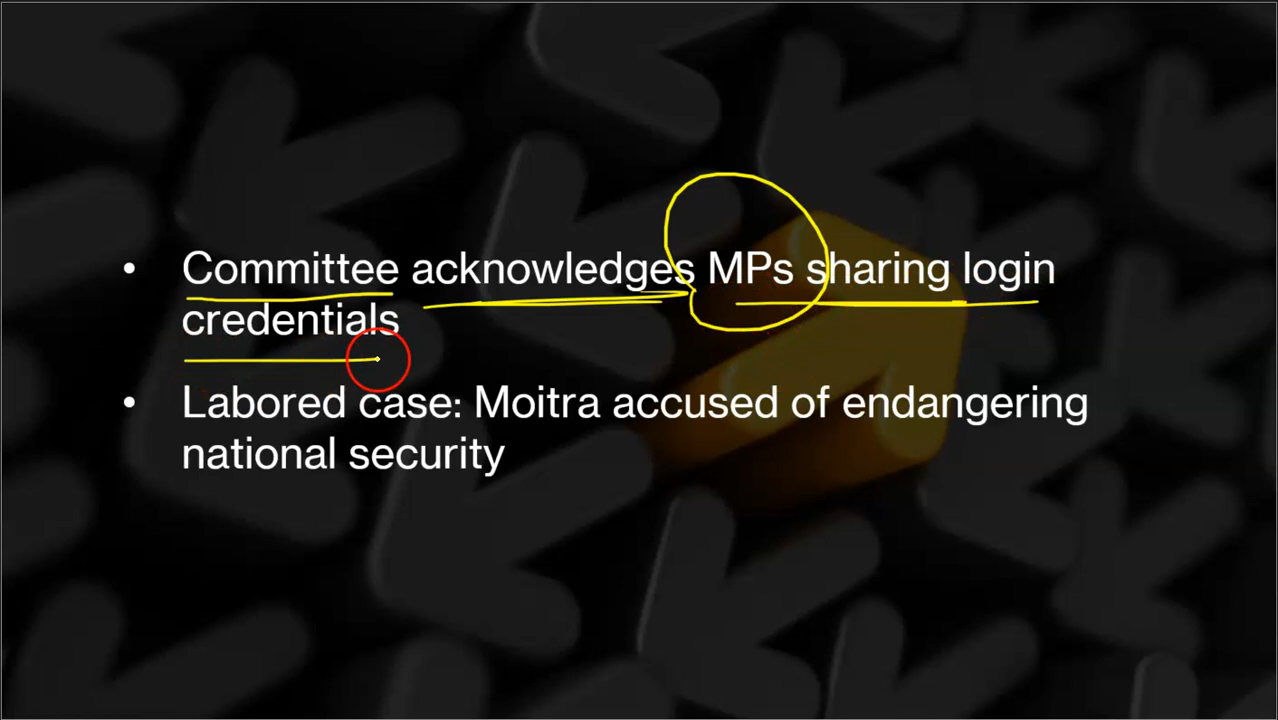 • Committee acknowledges MPs sharing login
credentials
• Labored case: Moitra accused of endangering
national security